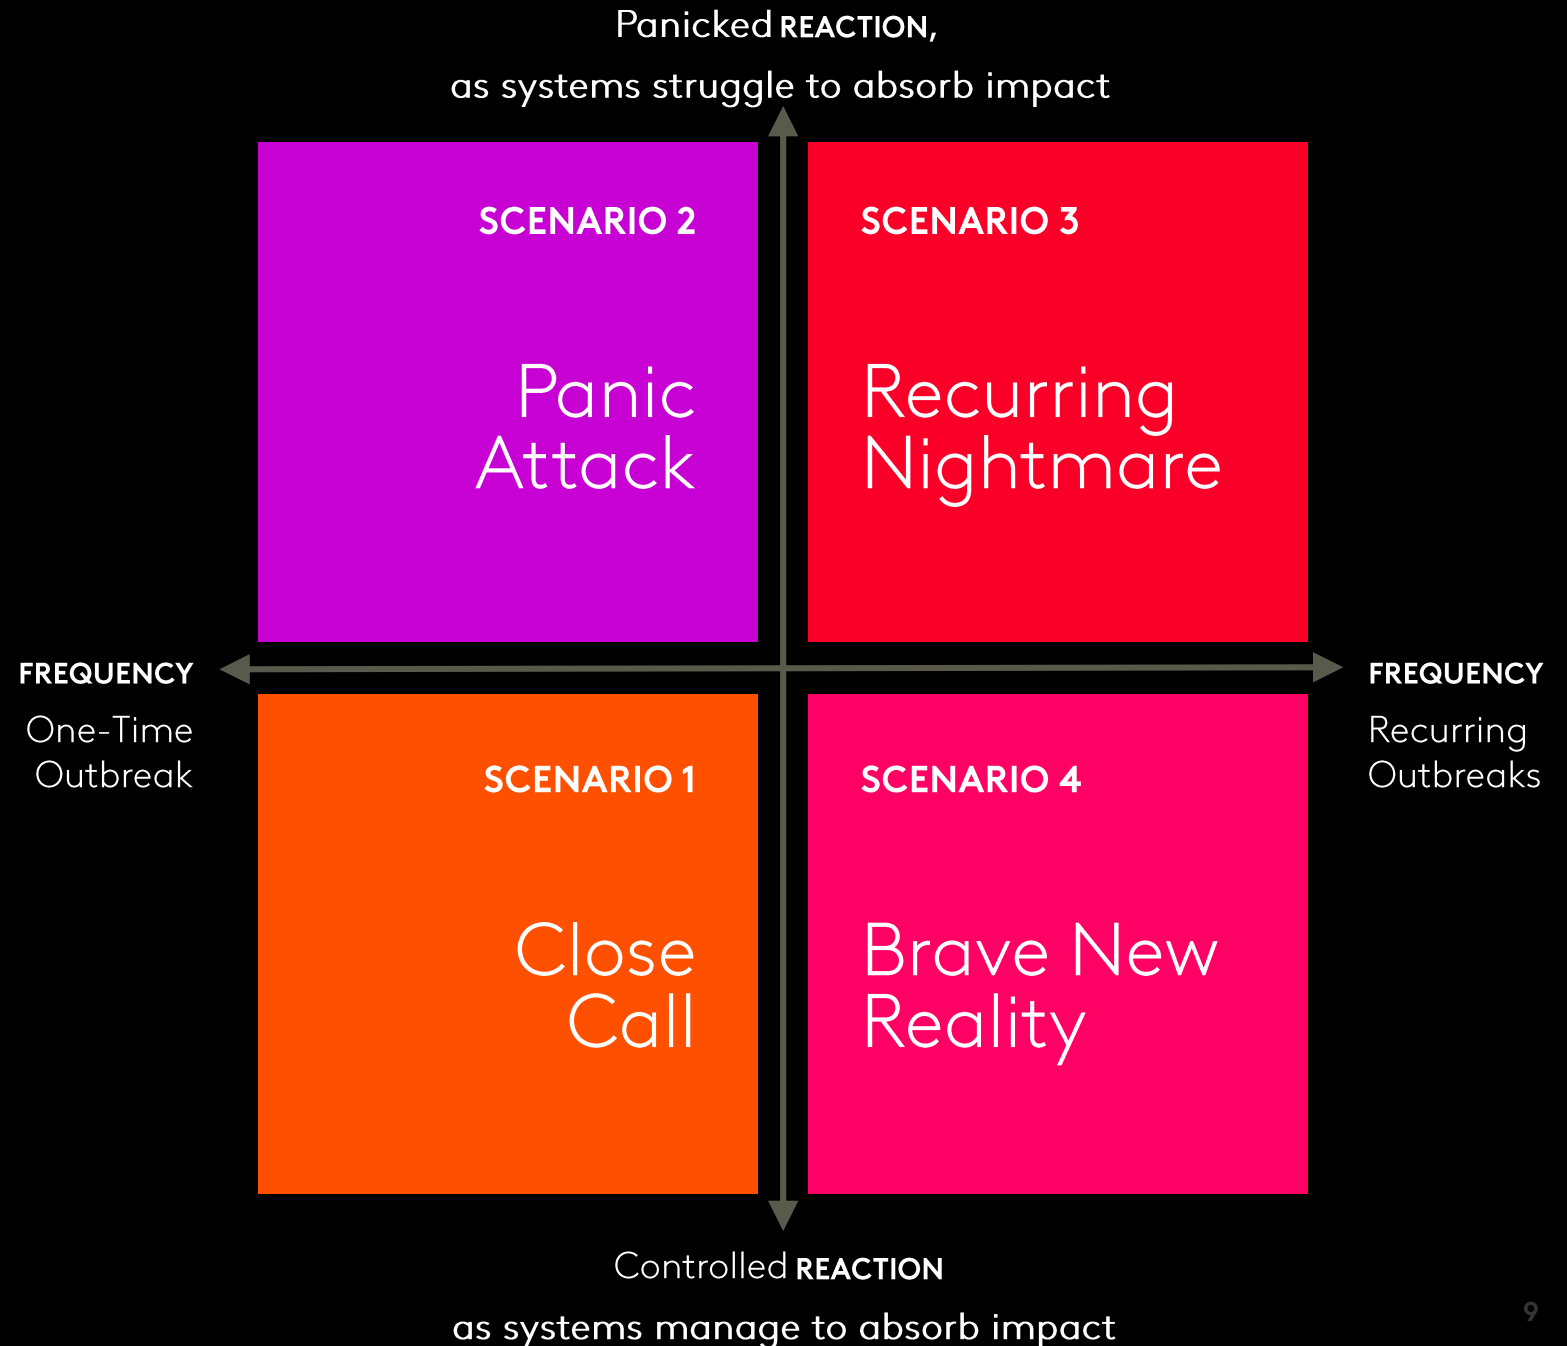 Panicked REACTION,
as systems struggle to absorb impact
SCENARIO 2
Panic
Attack
SCENARIO 3
Recurring
Nightmare
FREQUENCY
One-Time
Outbreak
FREQUENCY
Recurring
Outbreaks
SCENARIO 1
Close
Call
SCENARIO 4
Brave New
Reality
Controlled REACTION
as systems manage to absorb impact
9